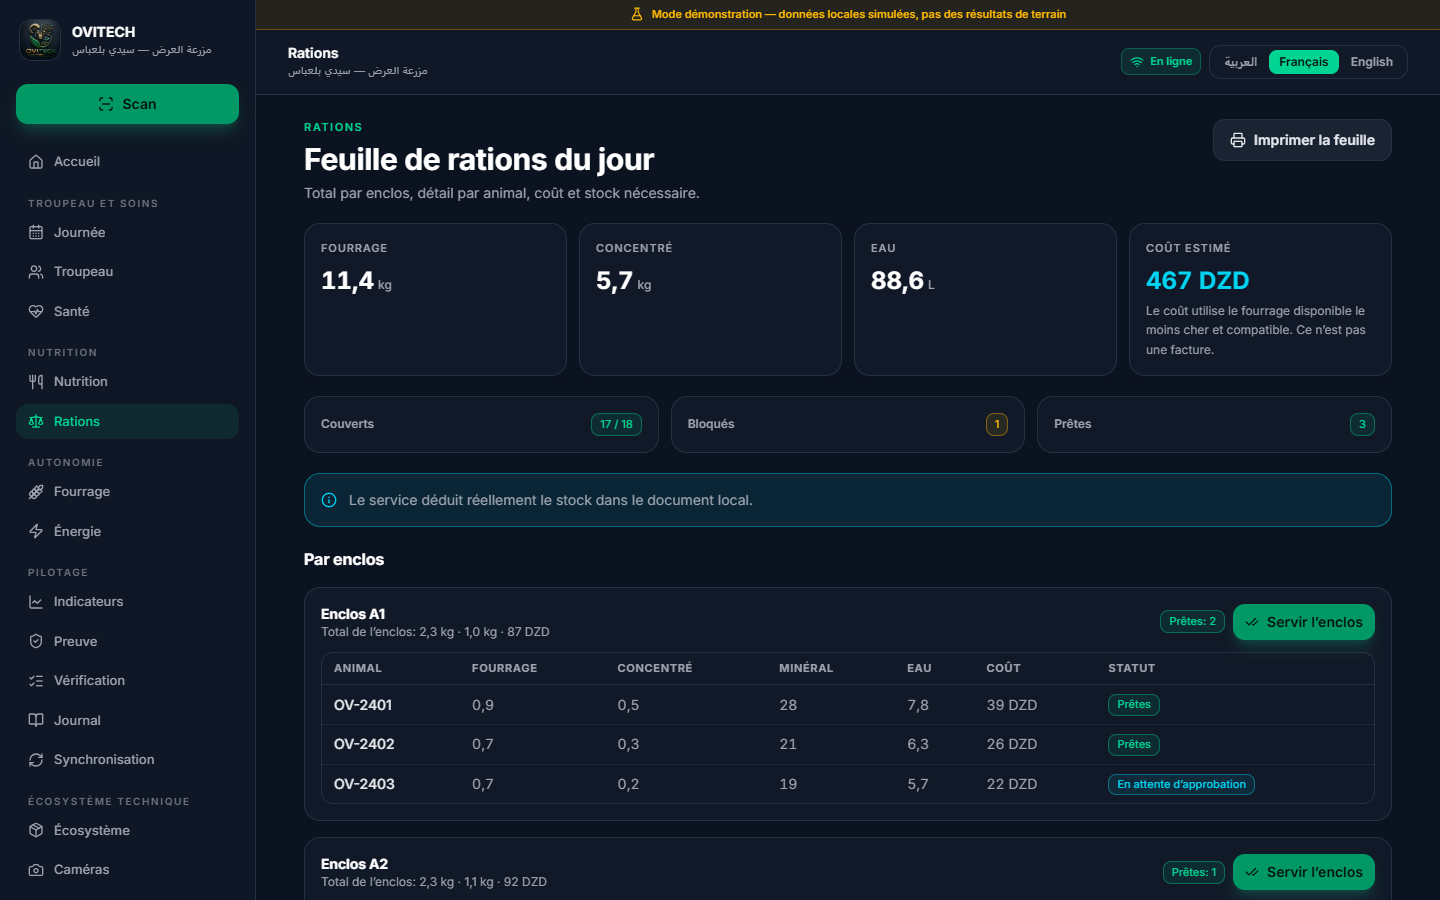 OVITECH
مزرعة العرض — سيدي بلعباس
Scan
Accueil
TROUPEAU ET SOINS
Journée
Troupeau
Santé
NUTRITION
Nutrition
Rations
AUTONOMIE
Fourrage
Énergie
PILOTAGE
Indicateurs
Preuve
Vérification
Journal
Synchronisation
ÉCOSYSTÈME TECHNIQUE
Écosystème
Caméras
Mode démonstration — données locales simulées, pas des résultats de terrain
Rations
مزرعة العرض — سيدي بلعباس
En ligne
العربية
Français
English
RATIONS
Feuille de rations du jour
Total par enclos, détail par animal, coût et stock nécessaire.
Imprimer la feuille
FOURRAGE
11,4 kg
CONCENTRÉ
5,7 kg
EAU
88,6 L
COÛT ESTIMÉ
467 DZD
Le coût utilise le fourrage disponible le
moins cher et compatible. Ce n’est pas
une facture.
Couverts 17 / 18
Bloqués 1
Prêtes 3
Le service déduit réellement le stock dans le document local.
Par enclos
Enclos A1
Total de l’enclos: 2,3 kg · 1,0 kg · 87 DZD
Prêtes: 2
Servir l’enclos
ANIMAL FOURRAGE CONCENTRÉ MINÉRAL EAU COÛT STATUT
OV-2401 0,9 0,5 28 7,8 39 DZD Prêtes
OV-2402 0,7 0,3 21 6,3 26 DZD Prêtes
OV-2403 0,7 0,2 19 5,7 22 DZD En attente d’approbation
Enclos A2
Total de l’enclos: 2,3 kg · 1,1 kg · 92 DZD
Prêtes: 1
Servir l’enclos